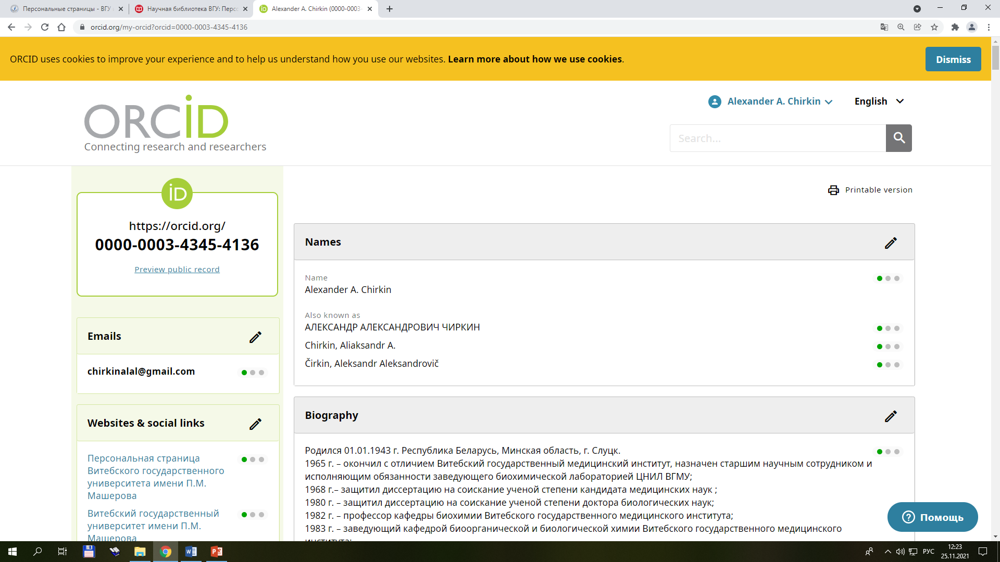 Персональные страницы - ВГУ
Научная библиотека ВГУ: Перс
Alexander A. Chirkin (0000-0003-
orcid.org/my-orcid?orcid=0000-0003-4345-4136
ORCID uses cookies to improve your experience and to help us understand how you use our websites. Learn more about how we use cookies.
Dismiss
ORCID
Connecting research and researchers
Alexander A. Chirkin
English
Search...
Printable version
iD
https://orcid.org/
0000-0003-4345-4136
Preview public record
Emails
chirkinalal@gmail.com
Websites & social links
Персональная страница
Витебского государственного
университета имени П.М.
Машерова
Витебский государственный
университет имени П.М.
Машерова
Names
Name
Alexander A. Chirkin
Also known as
АЛЕКСАНДР АЛЕКСАНДРОВИЧ ЧИРКИН
Chirkin, Aliaksandr A.
Čirkin, Aleksandr Aleksandrovič
Biography
Родился 01.01.1943 г. Республика Беларусь, Минская область, г. Слуцк.
1965 г. – окончил с отличием Витебский государственный медицинский институт, назначен старшим научным сотрудником и
исполняющим обязанности заведующего биохимической лабораторией ЦНИЛ ВГМУ;
1968 г.– защитил диссертацию на соискание ученой степени кандидата медицинских наук ;
1980 г. – защитил диссертацию на соискание ученой степени доктора биологических наук;
1982 г. – профессор кафедры биохимии Витебского государственного медицинского института;
1983 г. – заведующий кафедрой биоорганической и биологической химии Витебского государственного медицинского
института;
Помощь
РУС
12:23
25.11.2021